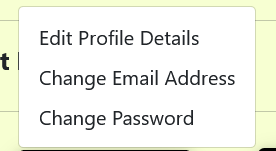 Edit Profile Details
Change Email Address
Change Password